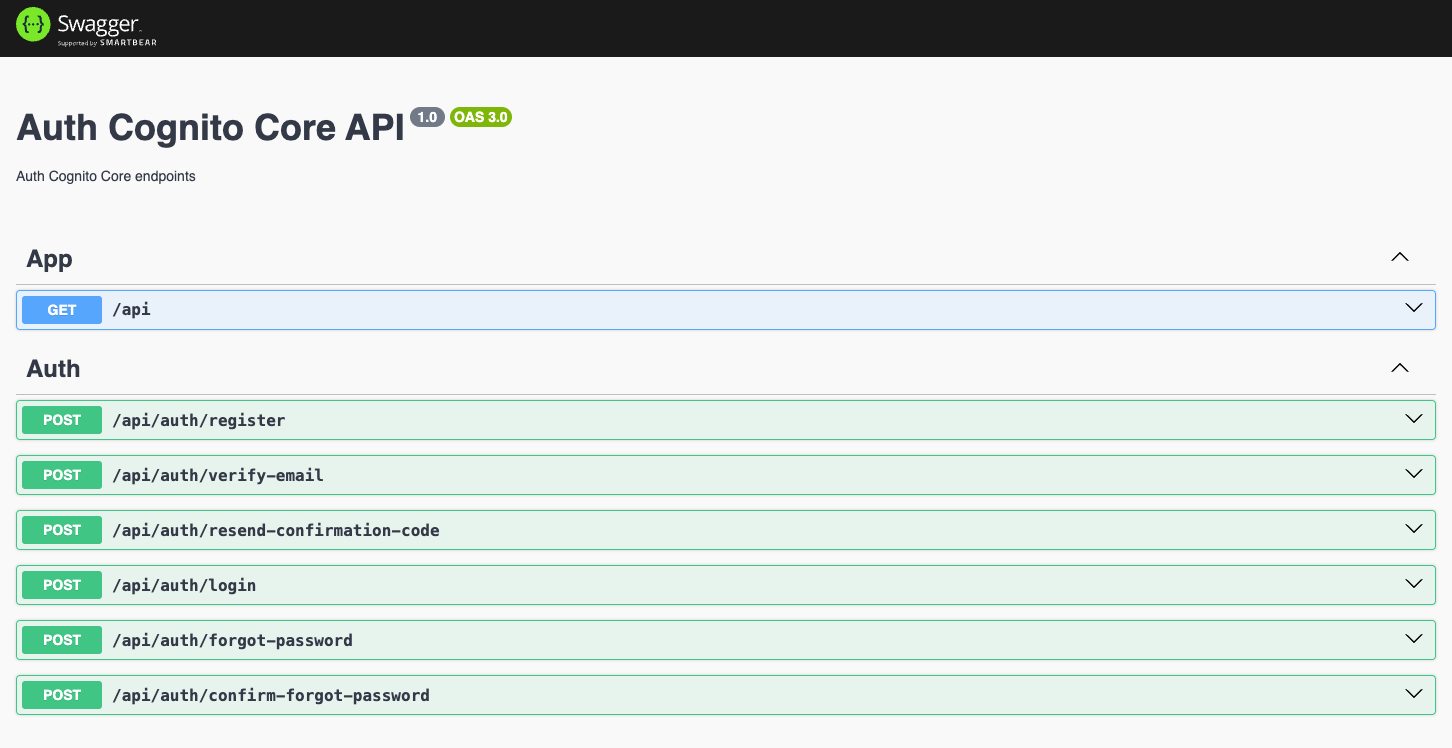 Swagger
Supported by SMARTBEAR
Auth Cognito Core API 1.0 OAS 3.0
Auth Cognito Core endpoints
App
GET /api
Auth
POST /api/auth/register
POST /api/auth/verify-email
POST /api/auth/resend-confirmation-code
POST /api/auth/login
POST /api/auth/forgot-password
POST /api/auth/confirm-forgot-password